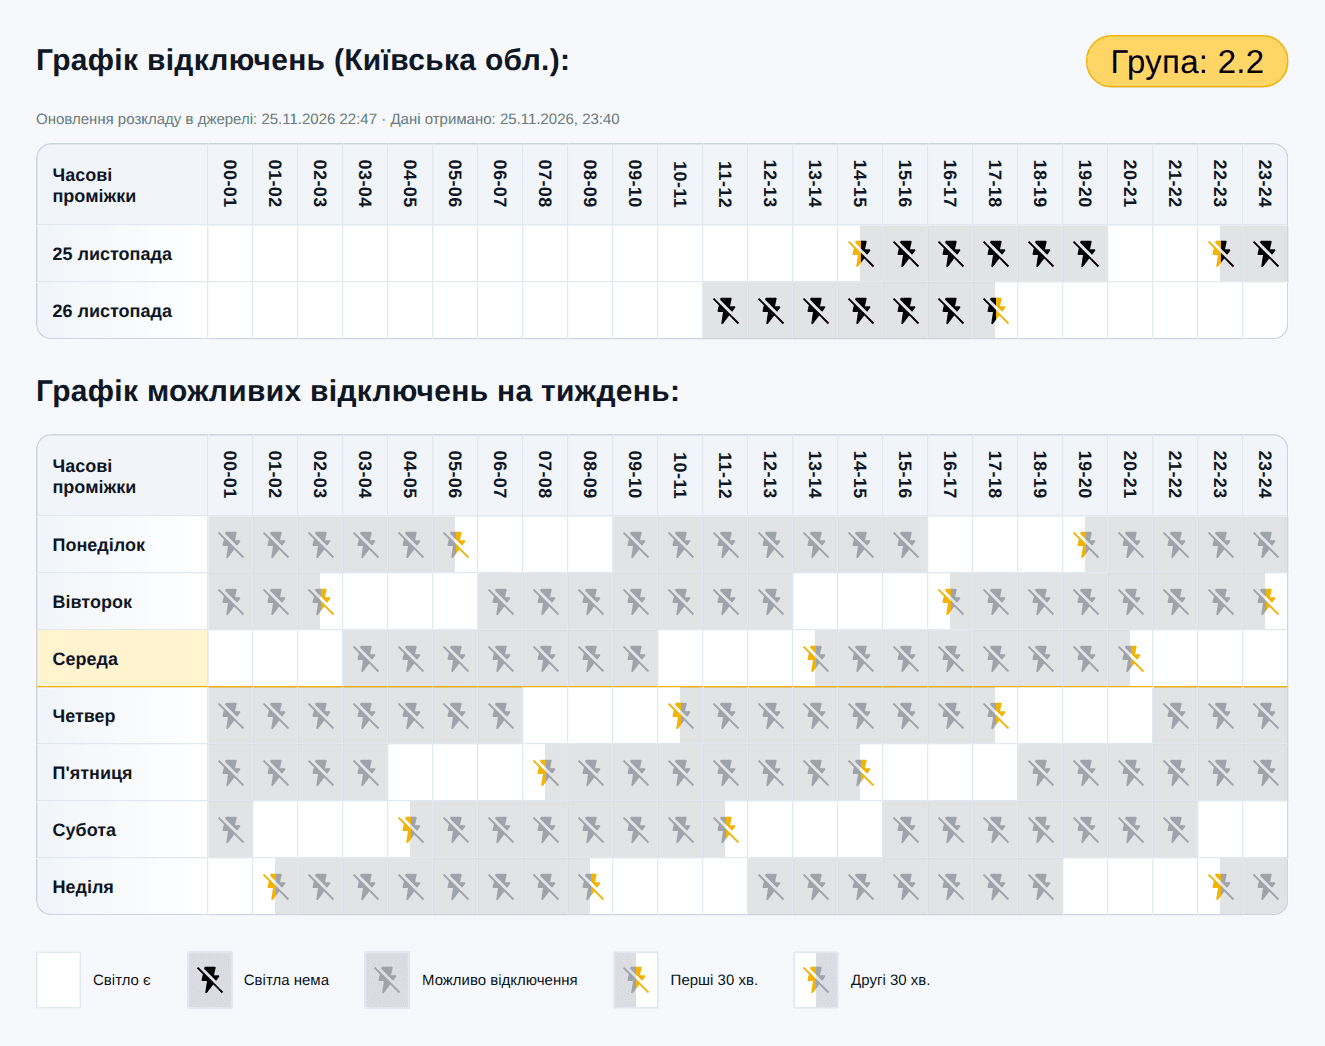 Графік відключень (Київська обл.):
Група: 2.2
Оновлення розкладу в джерелі: 25.11.2026 22:47 · Дані отримано: 25.11.2026, 23:40
Часові
проміжки
00-01 01-02 02-03 03-04 04-05 05-06 06-07 07-08 08-09 09-10 10-11 11-12 12-13 13-14 14-15 15-16 16-17 17-18 18-19 19-20 20-21 21-22 22-23 23-24
25 листопада
26 листопада
Графік можливих відключень на тиждень:
Часові
проміжки
00-01 01-02 02-03 03-04 04-05 05-06 06-07 07-08 08-09 09-10 10-11 11-12 12-13 13-14 14-15 15-16 16-17 17-18 18-19 19-20 20-21 21-22 22-23 23-24
Понеділок
Вівторок
Середа
Четвер
П'ятниця
Субота
Неділя
Світло є
Світла нема
Можливо відключення
Перші 30 хв.
Другі 30 хв.